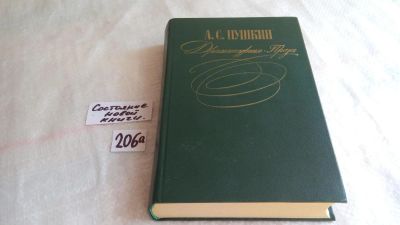 А.С. ПУШКИН
Драматургия · Проза
Состояние
новой
книги.
206а